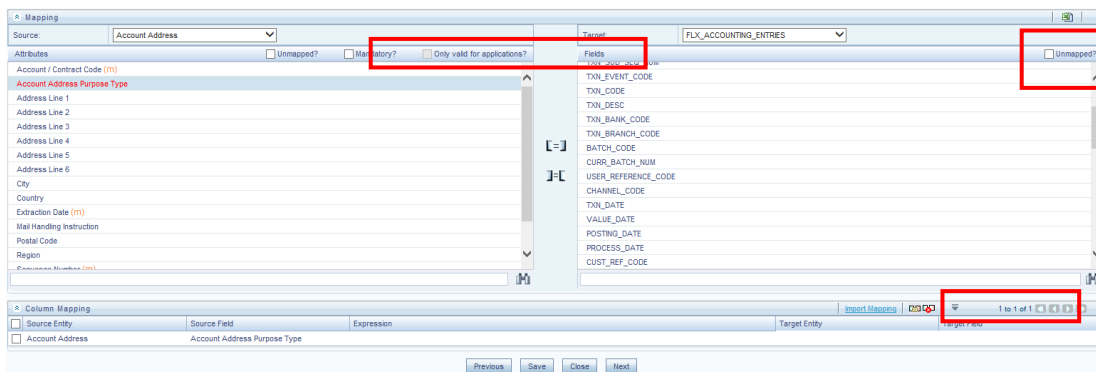 Mapping
Source: Account Address Target: FLX_ACCOUNTING_ENTRIES
Attributes Unmapped? Mandatory? Only valid for applications? Fields Unmapped?
Account / Contract Code (m)
Account Address Purpose Type
Address Line 1
Address Line 2
Address Line 3
Address Line 4
Address Line 5
Address Line 6
City
Country
Extraction Date (m)
Mail Handling Instruction
Postal Code
Region
Sequence Number (m)
TXN_SUB_SEQ_NUM
TXN_EVENT_CODE
TXN_CODE
TXN_DESC
TXN_BANK_CODE
TXN_BRANCH_CODE
BATCH_CODE
CURR_BATCH_NUM
USER_REFERENCE_CODE
CHANNEL_CODE
TXN_DATE
VALUE_DATE
POSTING_DATE
PROCESS_DATE
CUST_REF_CODE
Column Mapping Import Mapping 1 to 1 of 1
Source Entity Source Field Expression Target Entity Target Field
Account Address Account Address Purpose Type
Previous Save Close Next